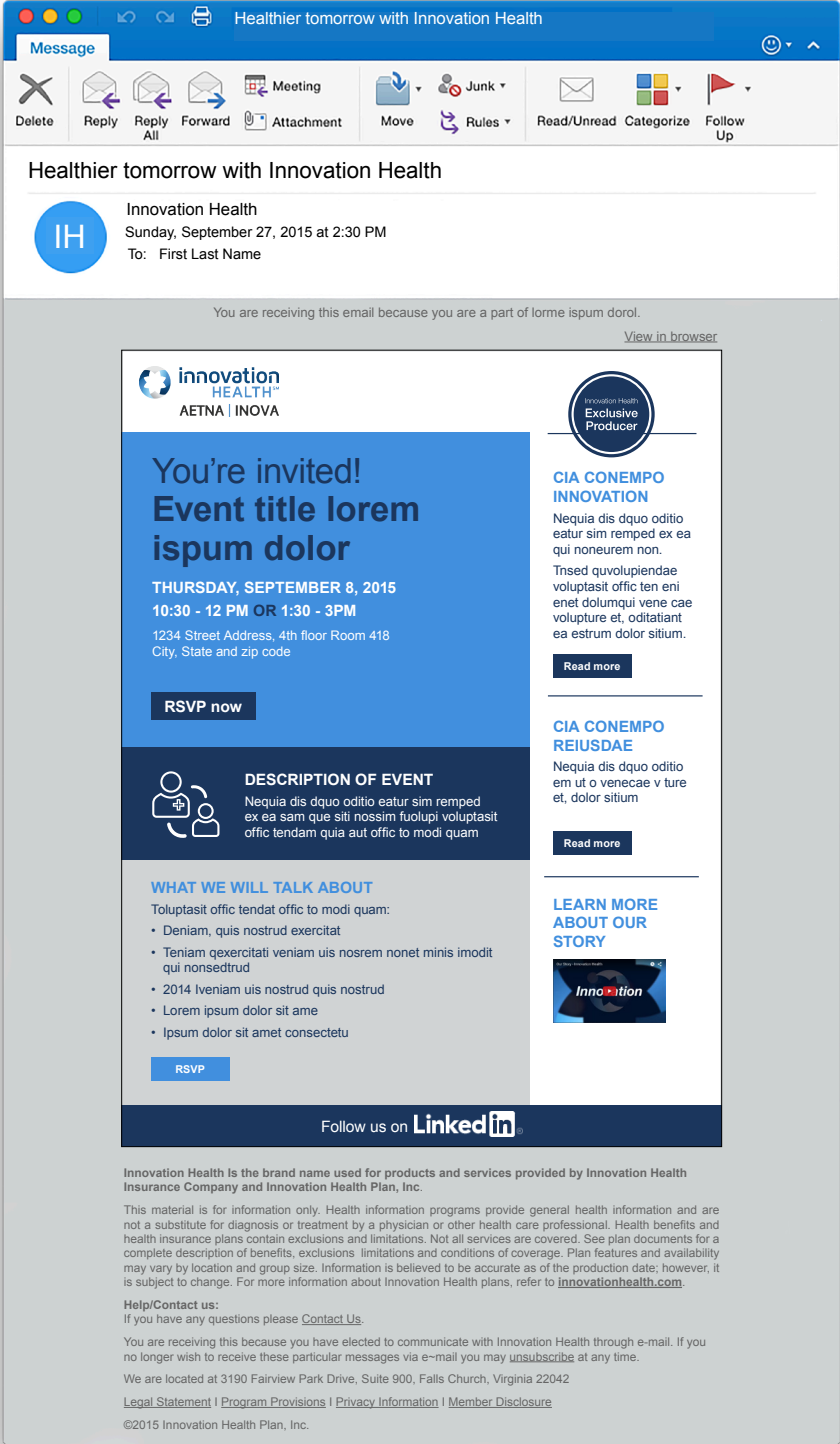 Healthier tomorrow with Innovation Health
Message
Delete
Reply
Reply
All
Forward
Meeting
Attachment
Move
Junk
Rules
Read/Unread
Categorize
Follow
Up
Healthier tomorrow with Innovation Health
IH
Innovation Health
Sunday, September 27, 2015 at 2:30 PM
To: First Last Name
You are receiving this email because you are a part of lorme ispum dorol.
View in browser
innovation
HEALTH℠
AETNA | INOVA
You’re invited!
Event title lorem
ispum dolor
THURSDAY, SEPTEMBER 8, 2015
10:30 - 12 PM OR 1:30 - 3PM
1234 Street Address, 4th floor Room 418
City, State and zip code
RSVP now
DESCRIPTION OF EVENT
Nequia dis dquo oditio eatur sim remped
ex ea sam que siti nossim fuolupi voluptasit
offic tendam quia aut offic to modi quam
WHAT WE WILL TALK ABOUT
Toluptasit offic tendat offic to modi quam:
• Deniam, quis nostrud exercitat
• Teniam qexercitati veniam uis nosrem nonet minis imodit
qui nonsedtrud
• 2014 Iveniam uis nostrud quis nostrud
• Lorem ipsum dolor sit ame
• Ipsum dolor sit amet consectetu
RSVP
Innovation Health
Exclusive
Producer
CIA CONEMPO
INNOVATION
Nequia dis dquo oditio
eatur sim remped ex ea
qui noneurem non.
Tnsed quvolupiendae
voluptasit offic ten eni
enet dolumqui vene cae
volupture et, oditatiant
ea estrum dolor sitium.
Read more
CIA CONEMPO
REIUSDAE
Nequia dis dquo oditio
em ut o venecae v ture
et, dolor sitium
Read more
LEARN MORE
ABOUT OUR
STORY
Our Story - Innovation Health
Innovation
Follow us on Linked in®
Innovation Health Is the brand name used for products and services provided by Innovation Health
Insurance Company and Innovation Health Plan, Inc.
This material is for information only. Health information programs provide general health information and are
not a substitute for diagnosis or treatment by a physician or other health care professional. Health benefits and
health insurance plans contain exclusions and limitations. Not all services are covered. See plan documents for a
complete description of benefits, exclusions limitations and conditions of coverage. Plan features and availability
may vary by location and group size. Information is believed to be accurate as of the production date; however, it
is subject to change. For more information about Innovation Health plans, refer to innovationhealth.com.
Help/Contact us:
If you have any questions please Contact Us.
You are receiving this because you have elected to communicate with Innovation Health through e-mail. If you
no longer wish to receive these particular messages via e~mail you may unsubscribe at any time.
We are located at 3190 Fairview Park Drive, Suite 900, Falls Church, Virginia 22042
Legal Statement I Program Provisions I Privacy Information I Member Disclosure
©2015 Innovation Health Plan, Inc.